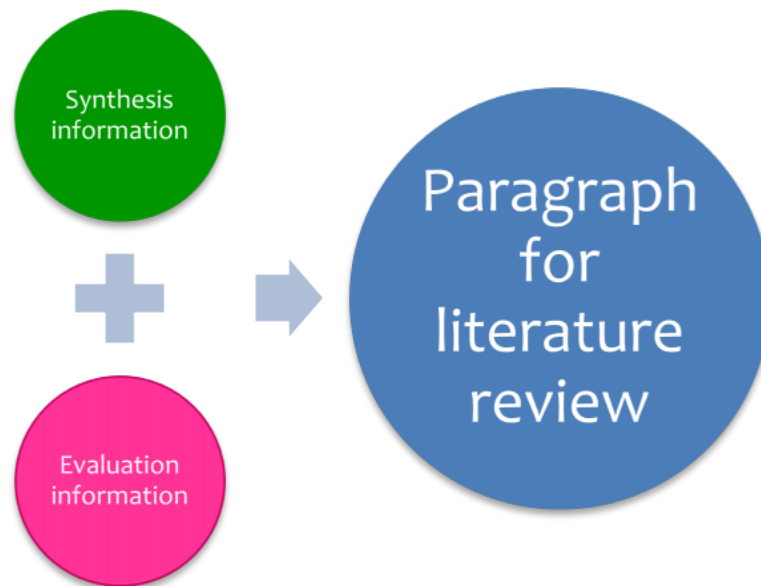 Synthesis
information
Evaluation
information
Paragraph
for
literature
review